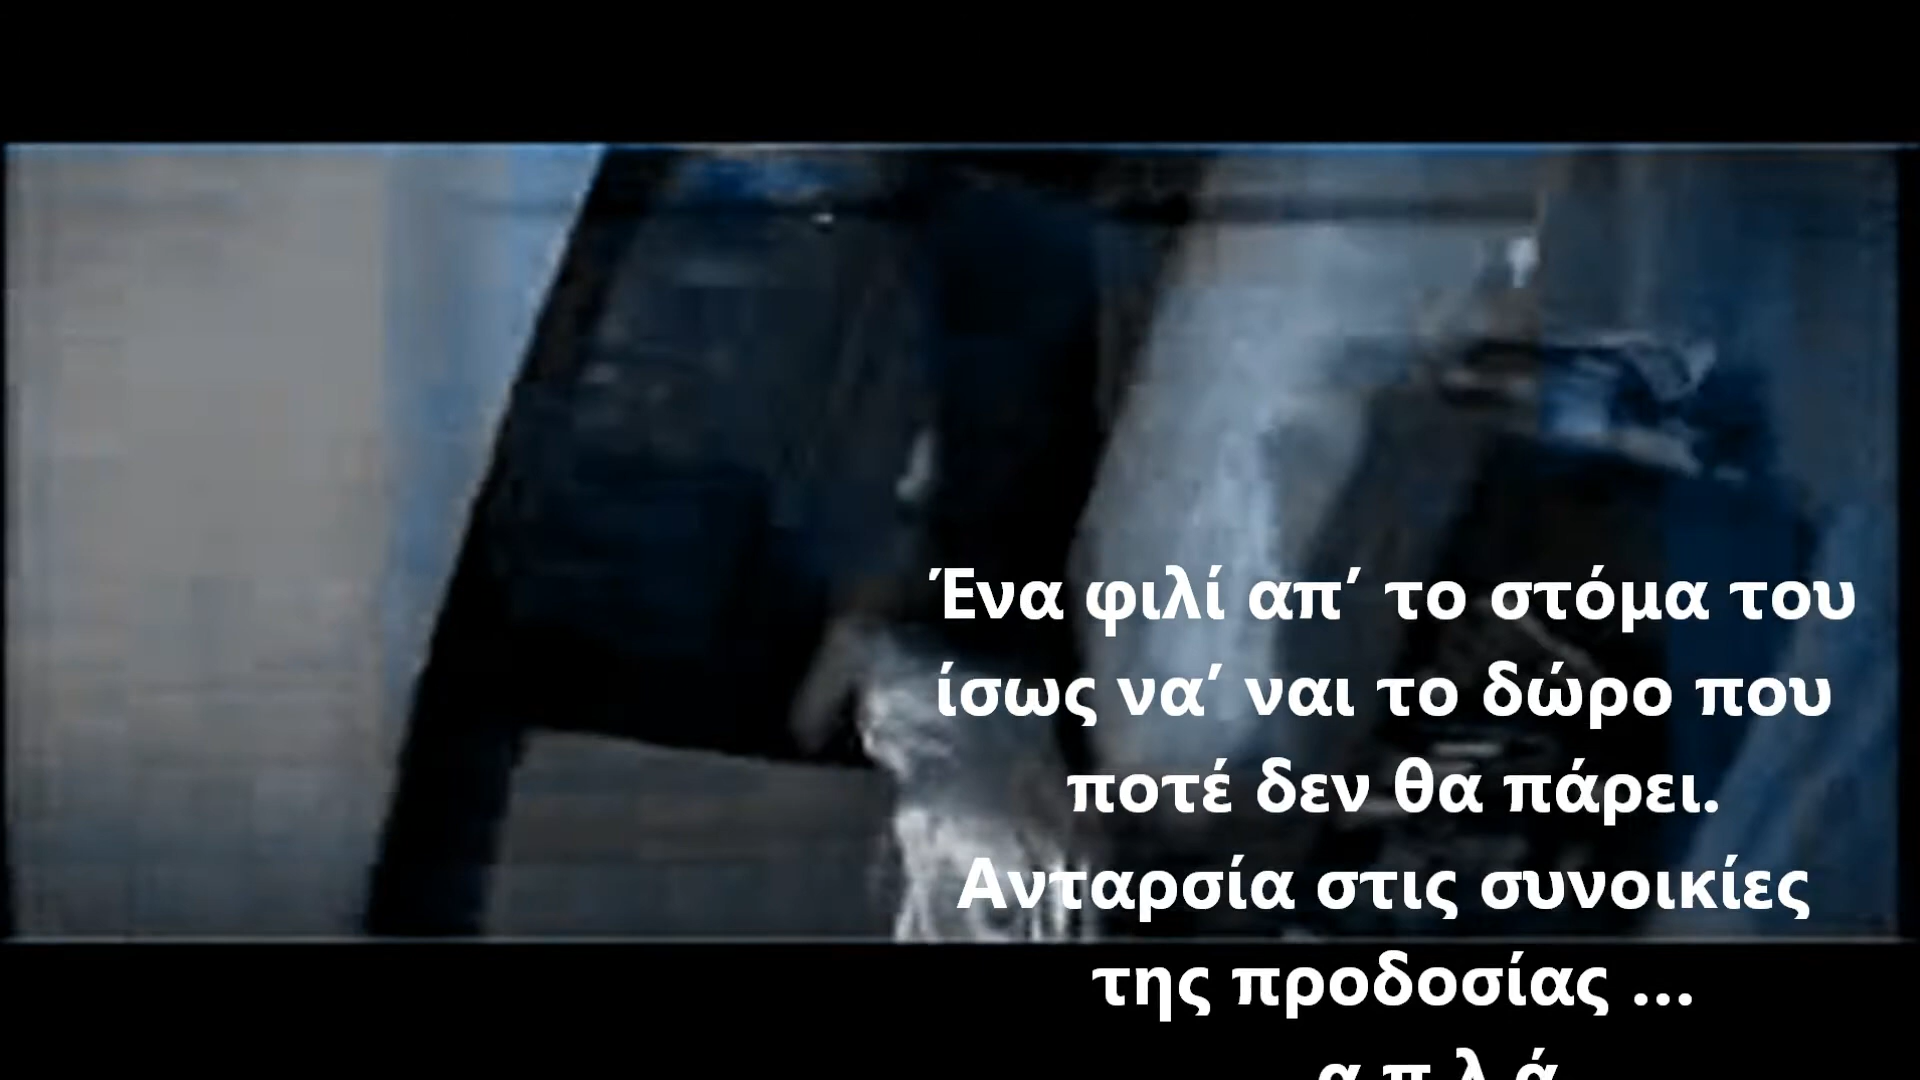 Ένα φιλί απ’ το στόμα του
ίσως να’ ναι το δώρο που
ποτέ δεν θα πάρει.
Ανταρσία στις συνοικίες
της προδοσίας ...
α π λ ά